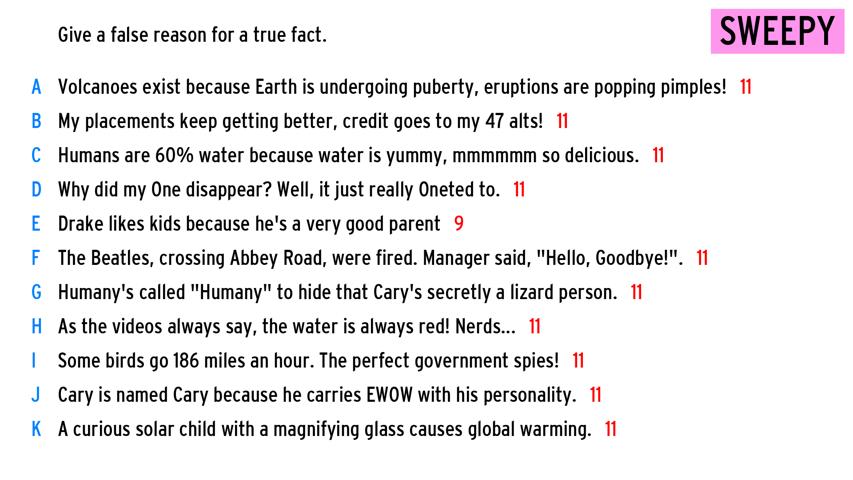 Give a false reason for a true fact.
SWEEPY
A Volcanoes exist because Earth is undergoing puberty, eruptions are popping pimples! 11
B My placements keep getting better, credit goes to my 47 alts! 11
C Humans are 60% water because water is yummy, mmmmmm so delicious. 11
D Why did my One disappear? Well, it just really Oneted to. 11
E Drake likes kids because he's a very good parent 9
F The Beatles, crossing Abbey Road, were fired. Manager said, "Hello, Goodbye!". 11
G Humany's called "Humany" to hide that Cary's secretly a lizard person. 11
H As the videos always say, the water is always red! Nerds... 11
I Some birds go 186 miles an hour. The perfect government spies! 11
J Cary is named Cary because he carries EWOW with his personality. 11
K A curious solar child with a magnifying glass causes global warming. 11